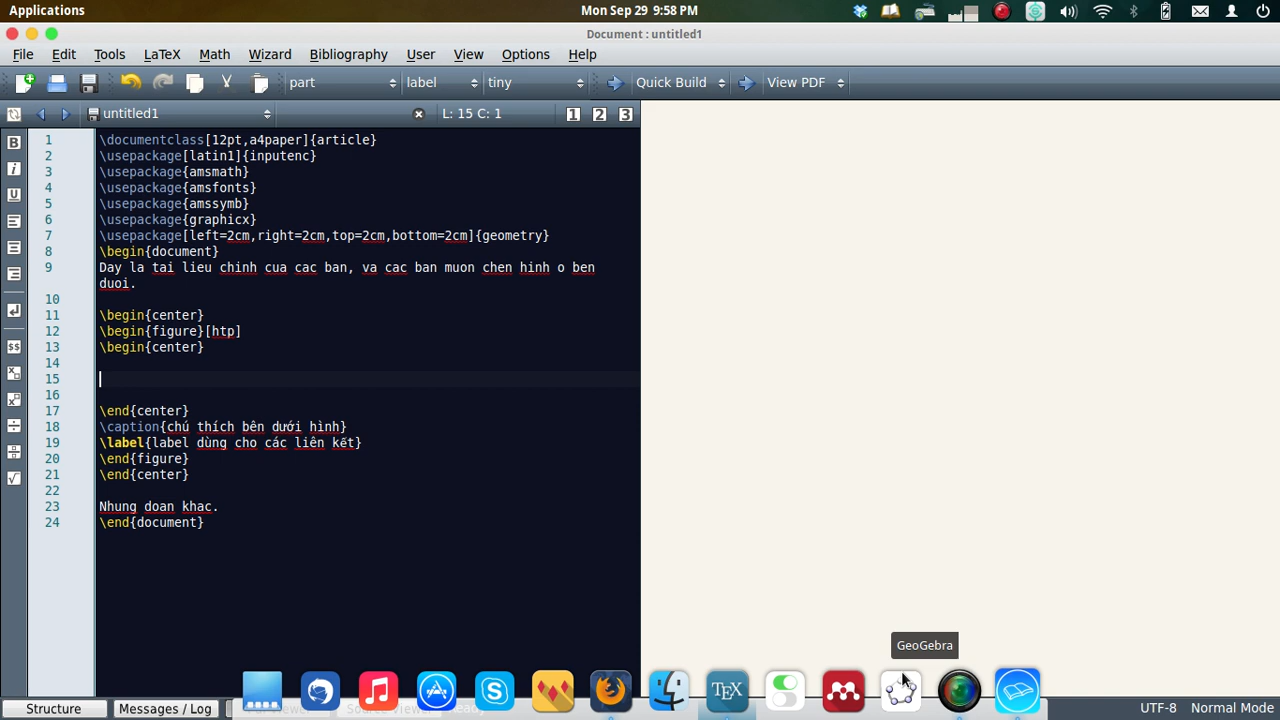 Applications
Mon Sep 29 9:58 PM
Document : untitled1
File Edit Tools LaTeX Math Wizard Bibliography User View Options Help
part label tiny Quick Build View PDF
untitled1 L: 15 C: 1 1 2 3
1 \documentclass[12pt,a4paper]{article}
2 \usepackage[latin1]{inputenc}
3 \usepackage{amsmath}
4 \usepackage{amsfonts}
5 \usepackage{amssymb}
6 \usepackage{graphicx}
7 \usepackage[left=2cm,right=2cm,top=2cm,bottom=2cm]{geometry}
8 \begin{document}
9 Day la tai lieu chinh cua cac ban, va cac ban muon chen hinh o ben
duoi.
10
11 \begin{center}
12 \begin{figure}[htp]
13 \begin{center}
14
15
16
17 \end{center}
18 \caption{chú thích bên dưới hình}
19 \label{label dùng cho các liên kết}
20 \end{figure}
21 \end{center}
22
23 Nhung doan khac.
24 \end{document}
GeoGebra
TEX
Structure Messages / Log UTF-8 Normal Mode